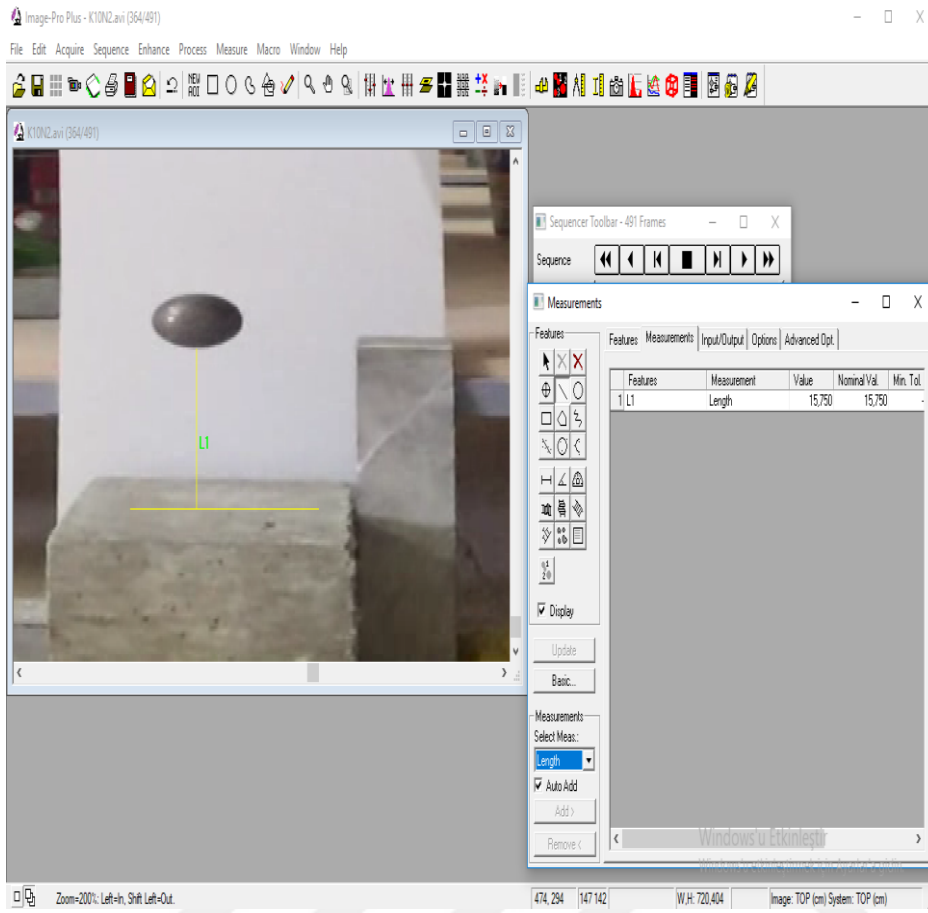 Image-Pro Plus - K10N2.avi (364/491)
File Edit Acquire Sequence Enhance Process Measure Macro Window Help
NEW
AOI
K10N2.avi (364/491)
L1
Sequencer Toolbar - 491 Frames
Sequence
Measurements
Features
Features Measurements Input/Output Options Advanced Opt.
Features Measurement Value Nominal Val. Min. Tol.
1 L1 Length 15,750 15,750 -
Display
Update
Basic...
Measurements
Select Meas.:
Length
Auto Add
Add >
Remove <
Windows'u Etkinleştir
Zoom=200%: Left=In, Shift Left=Out.
474, 294 147 142 W,H: 720,404 Image: TOP (cm) System: TOP (cm)